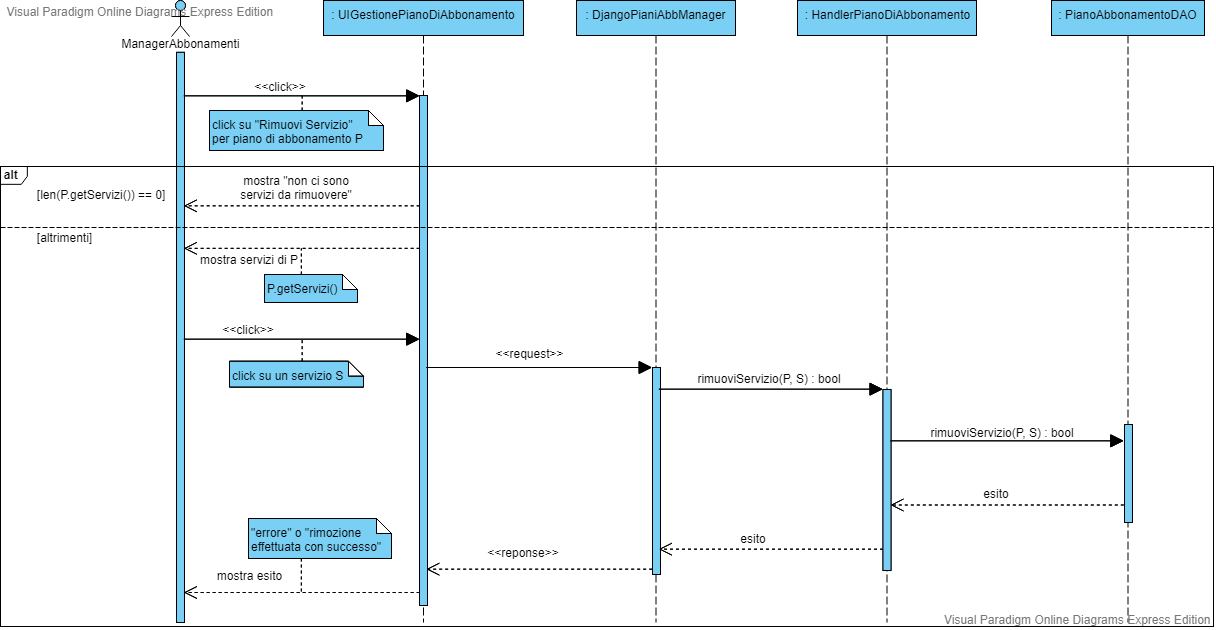 Visual Paradigm Online Diagrams Express Edition
: UIGestionePianoDiAbbonamento
: DjangoPianiAbbManager
: HandlerPianoDiAbbonamento
: PianoAbbonamentoDAO
ManagerAbbonamenti
<<click>>
click su "Rimuovi Servizio"
per piano di abbonamento P
alt
[len(P.getServizi()) == 0]
mostra "non ci sono
servizi da rimuovere"
[altrimenti]
mostra servizi di P
P.getServizi()
<<click>>
click su un servizio S
<<request>>
rimuoviServizio(P, S) : bool
rimuoviServizio(P, S) : bool
esito
esito
<<reponse>>
"errore" o "rimozione
effettuata con successo"
mostra esito
Visual Paradigm Online Diagrams Express Edition